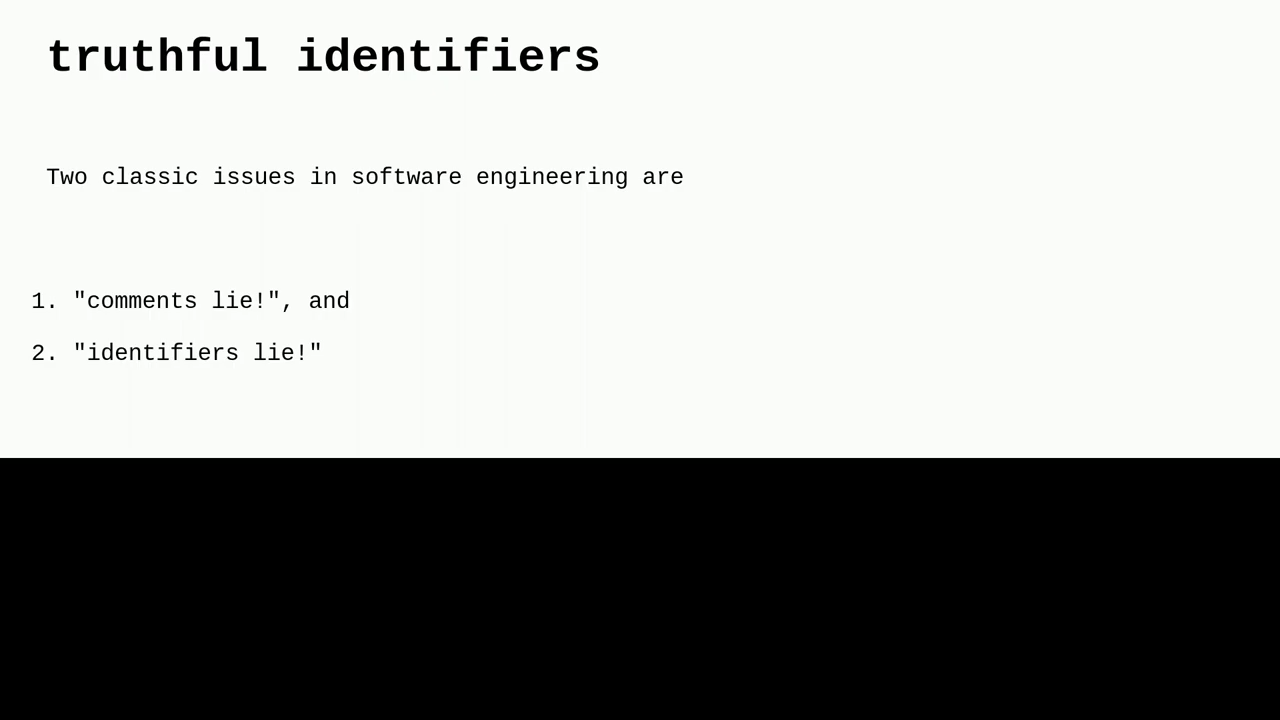 truthful identifiers
Two classic issues in software engineering are
1. "comments lie!", and
2. "identifiers lie!"